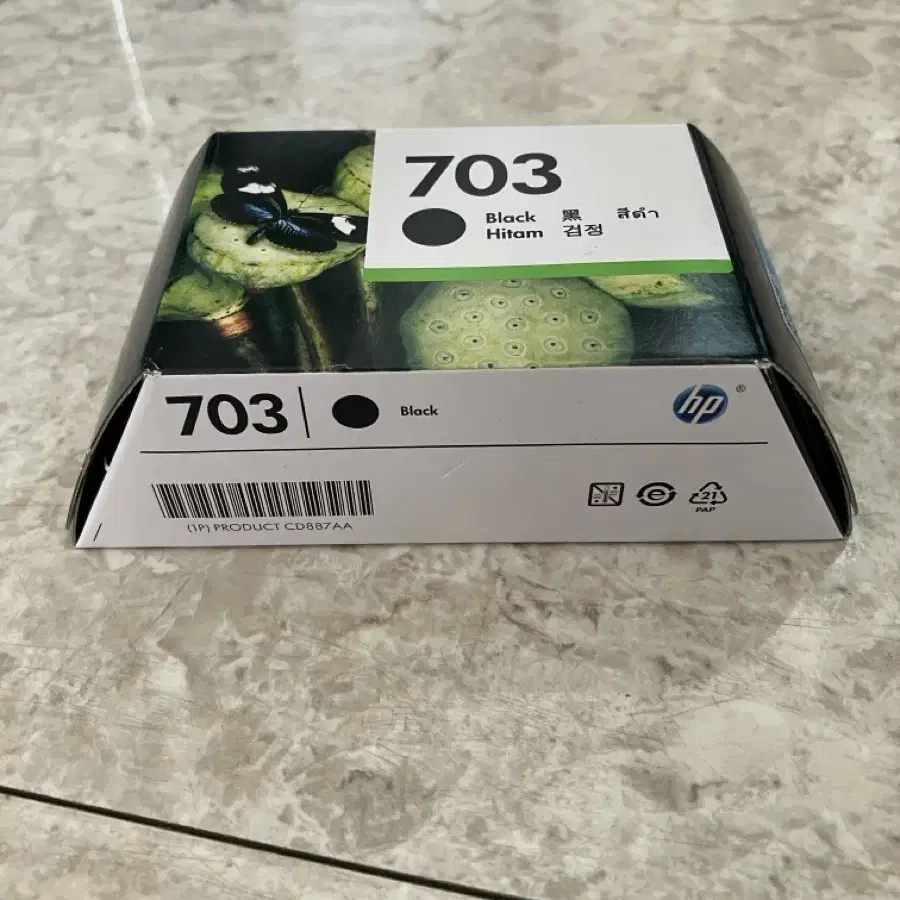 703
Black 黑 สีดำ
Hitam 검정
703 Black
hp ®
(1P) PRODUCT CD887AA
e
21
PAP